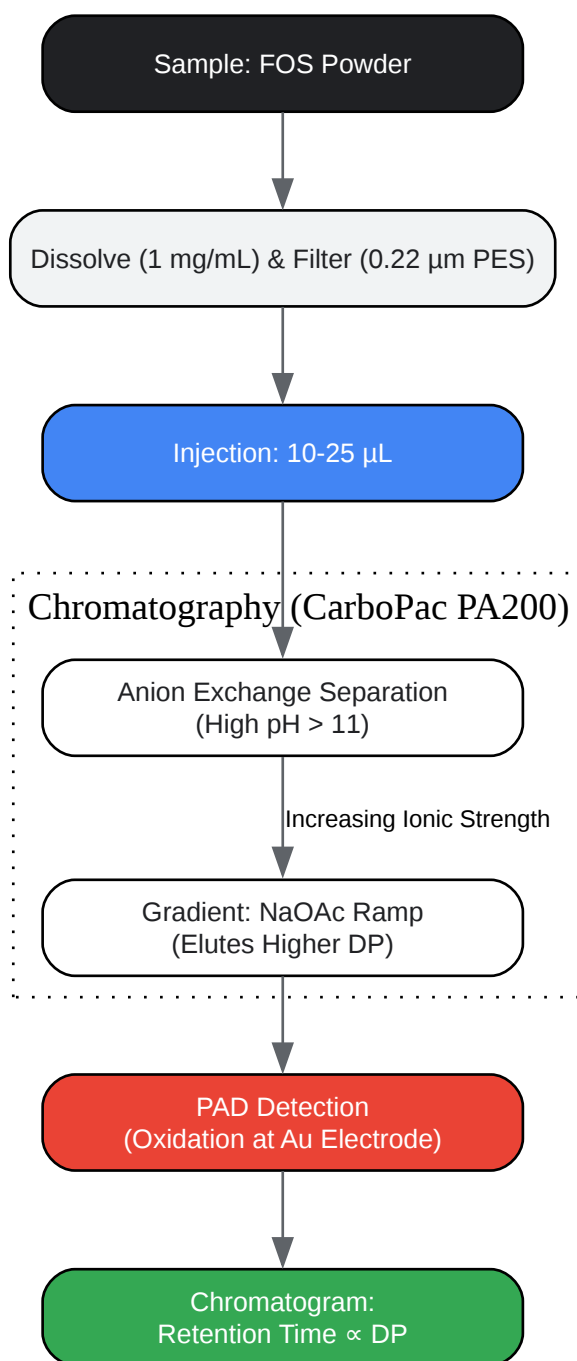 Sample: FOS Powder
Dissolve (1 mg/mL) & Filter (0.22 µm PES)
Injection: 10-25 µL
Chromatography (CarboPac PA200)
Anion Exchange Separation
(High pH > 11)
Increasing Ionic Strength
Gradient: NaOAc Ramp
(Elutes Higher DP)
PAD Detection
(Oxidation at Au Electrode)
Chromatogram:
Retention Time ∝ DP